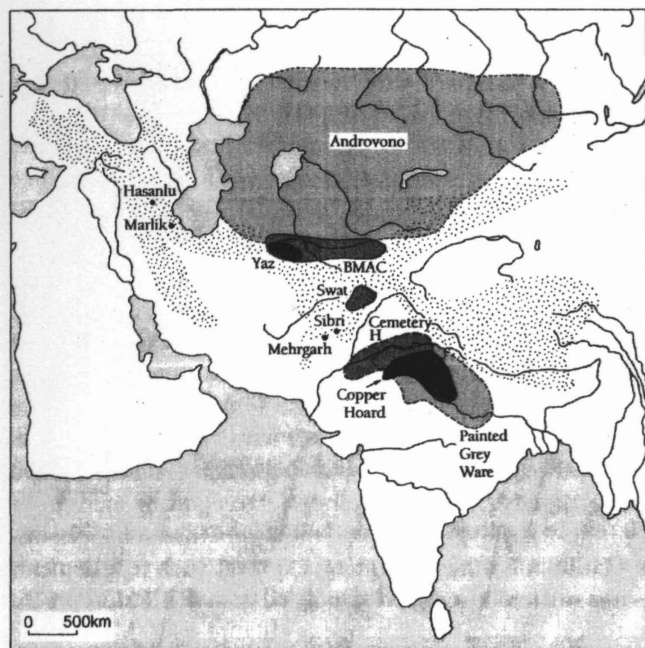 Androvono
Hasanlu
Marlik
Yaz
BMAC
Swat
Sibri
Cemetery
H
Mehrgarh
Copper
Hoard
Painted
Grey
Ware
0 500km